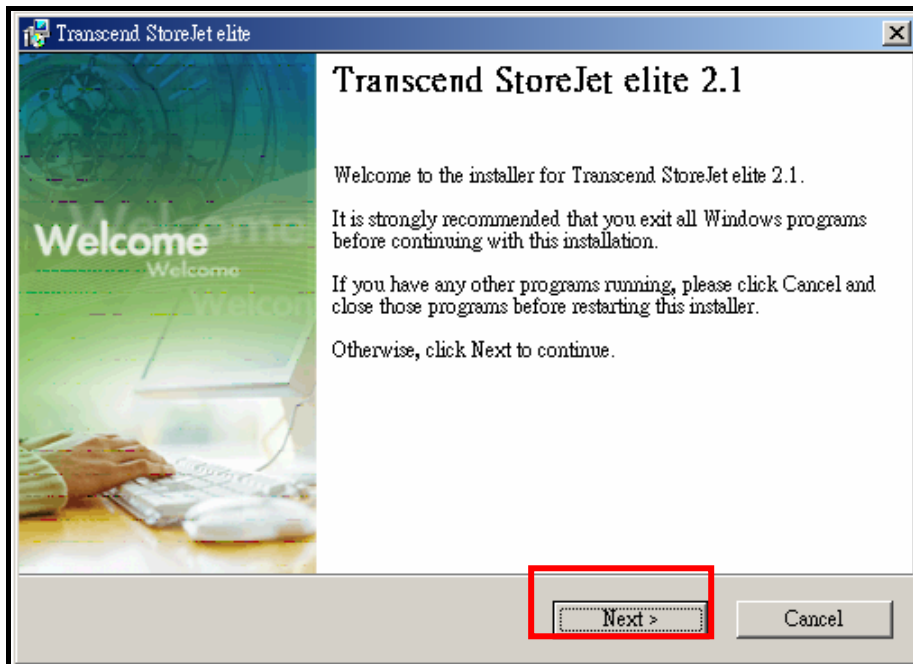 Transcend StoreJet elite
Transcend StoreJet elite 2.1
Welcome to the installer for Transcend StoreJet elite 2.1.
It is strongly recommended that you exit all Windows programs
before continuing with this installation.
If you have any other programs running, please click Cancel and
close those programs before restarting this installer.
Otherwise, click Next to continue.
Welcome
Welcome
Welcome
Welcom
Next >
Cancel